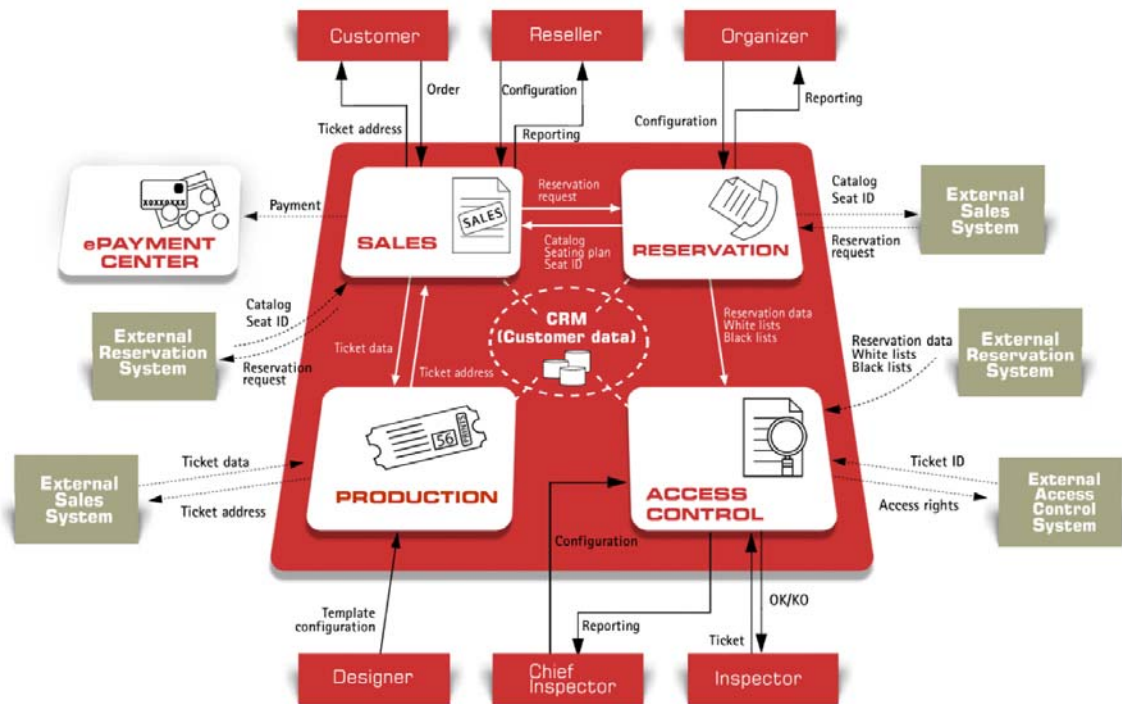 Customer
Reseller
Organizer
Order
Configuration
Reporting
Ticket address
Reporting
Configuration
Payment
XOXXOXXX
ePAYMENT
CENTER
SALES
SALES
Reservation
request
Catalog
Seating plan
Seat ID
RESERVATION
Catalog
Seat ID
Reservation
request
External
Sales
System
External
Reservation
System
Catalog
Seat ID
Reservation
request
Ticket data
Ticket address
CRM
(Customer data)
Reservation data
White lists
Black lists
Reservation data
White lists
Black lists
External
Reservation
System
External
Sales
System
Ticket data
Ticket address
56
PRODUCTION
ACCESS
CONTROL
Ticket ID
Access rights
External
Access
Control
System
Configuration
Template
configuration
Reporting
Ticket
OK/KO
Designer
Chief
Inspector
Inspector